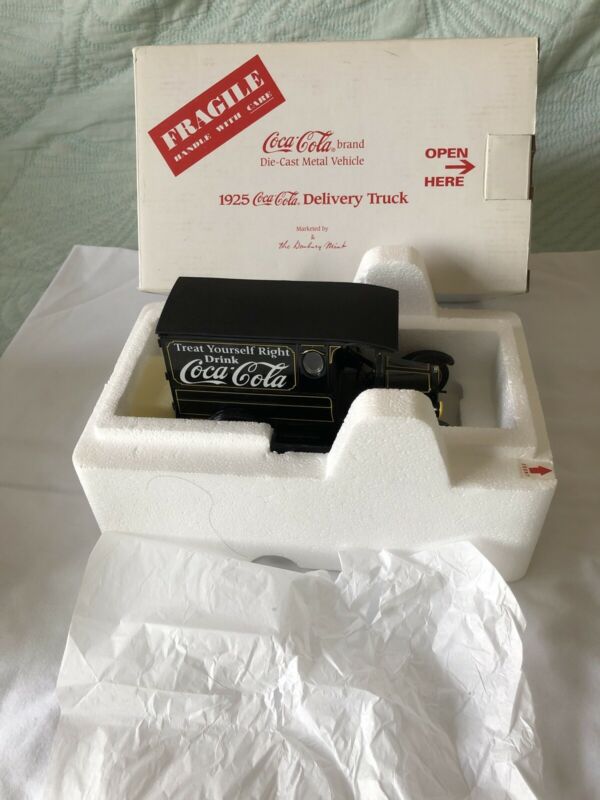 FRAGILE
HANDLE WITH CARE
Coca-Cola® brand
Die-Cast Metal Vehicle
OPEN
HERE
1925 Coca-Cola® Delivery Truck
Marketed by
&
The Danbury Mint
Treat Yourself Right
Drink
Coca-Cola